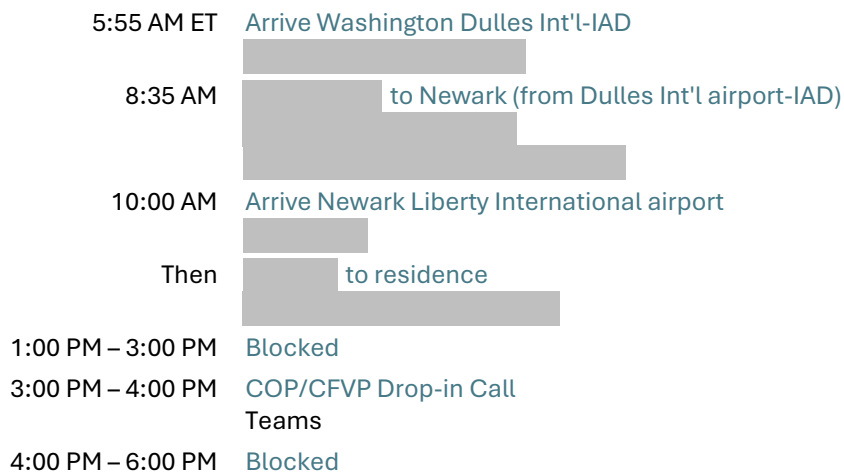 5:55 AM ET Arrive Washington Dulles Int'l-IAD
8:35 AM to Newark (from Dulles Int'l airport-IAD)
10:00 AM Arrive Newark Liberty International airport
Then to residence
1:00 PM – 3:00 PM Blocked
3:00 PM – 4:00 PM COP/CFVP Drop-in Call
Teams
4:00 PM – 6:00 PM Blocked